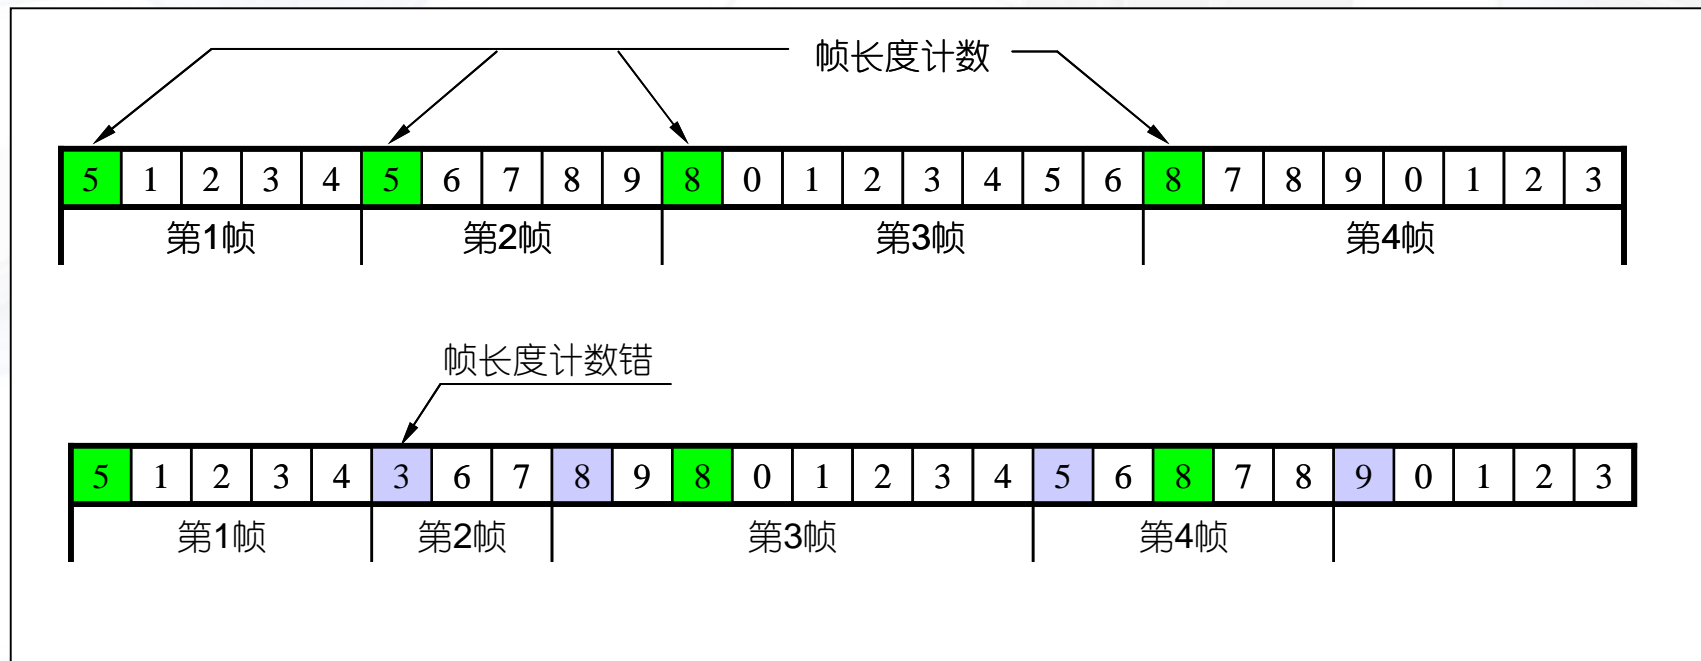 帧长度计数
5 1 2 3 4 5 6 7 8 9 8 0 1 2 3 4 5 6 8 7 8 9 0 1 2 3
第1帧 第2帧 第3帧 第4帧
帧长度计数错
5 1 2 3 4 3 6 7 8 9 8 0 1 2 3 4 5 6 8 7 8 9 0 1 2 3
第1帧 第2帧 第3帧 第4帧